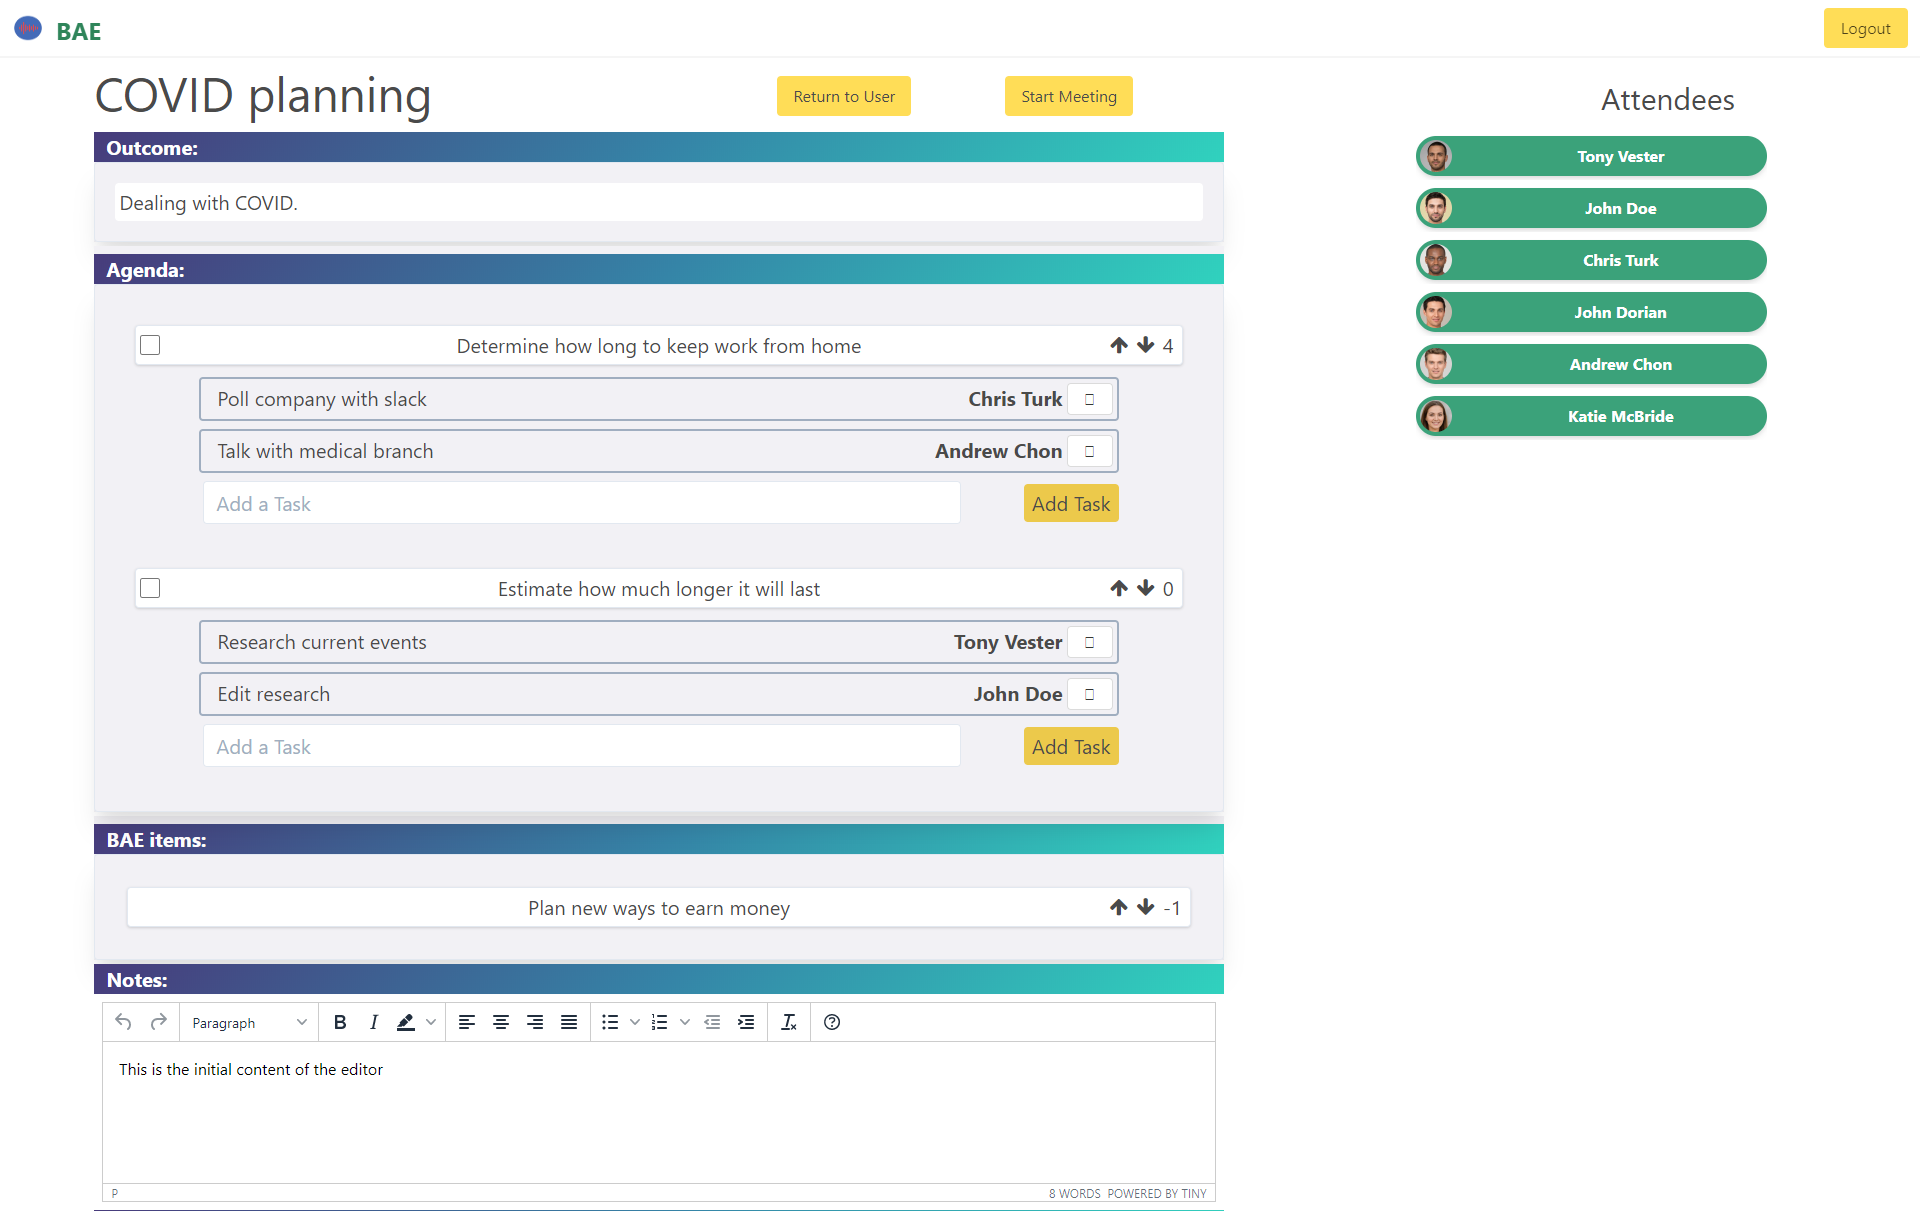 BAE
Logout
COVID planning
Return to User
Start Meeting
Attendees
Outcome:
Dealing with COVID.
Agenda:
Determine how long to keep work from home 4
Poll company with slack Chris Turk
Talk with medical branch Andrew Chon
Add a Task Add Task
Estimate how much longer it will last 0
Research current events Tony Vester
Edit research John Doe
Add a Task Add Task
BAE items:
Plan new ways to earn money -1
Notes:
Paragraph B I
This is the initial content of the editor
P 8 WORDS POWERED BY TINY
Tony Vester
John Doe
Chris Turk
John Dorian
Andrew Chon
Katie McBride